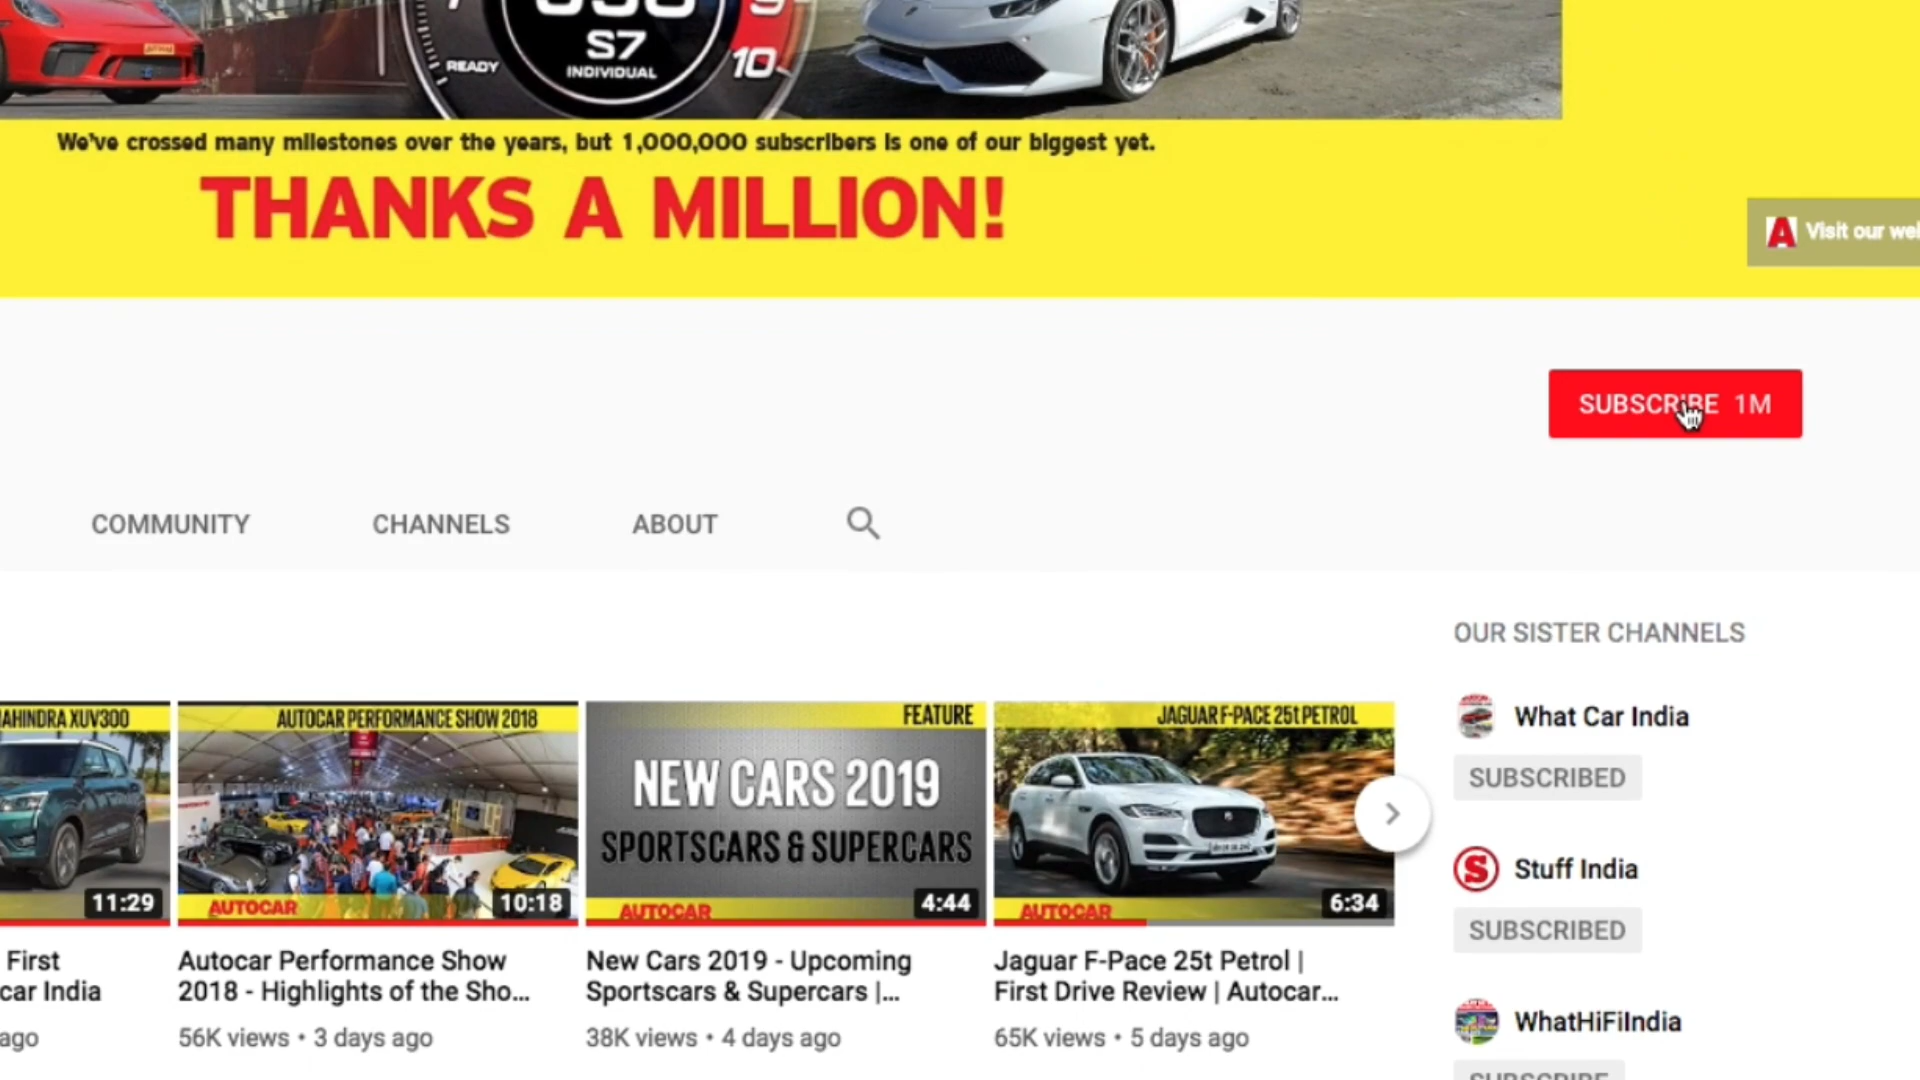 S7
INDIVIDUAL
READY
9
10
We've crossed many milestones over the years, but 1,000,000 subscribers is one of our biggest yet.
THANKS A MILLION!
A Visit our
SUBSCRIBE 1M
COMMUNITY
CHANNELS
ABOUT
OUR SISTER CHANNELS
What Car India
SUBSCRIBED
Stuff India
SUBSCRIBED
WhatHiFiIndia
SUBSCRIBE
XUV300
11:29
First
car India
ago
AUTOCAR PERFORMANCE SHOW 2018
AUTOCAR
10:18
Autocar Performance Show
2018 - Highlights of the Sho...
56K views • 3 days ago
FEATURE
NEW CARS 2019
SPORTSCARS & SUPERCARS
AUTOCAR
4:44
New Cars 2019 - Upcoming
Sportscars & Supercars |...
38K views • 4 days ago
JAGUAR F-PACE 25t PETROL
AUTOCAR
6:34
Jaguar F-Pace 25t Petrol |
First Drive Review | Autocar...
65K views • 5 days ago